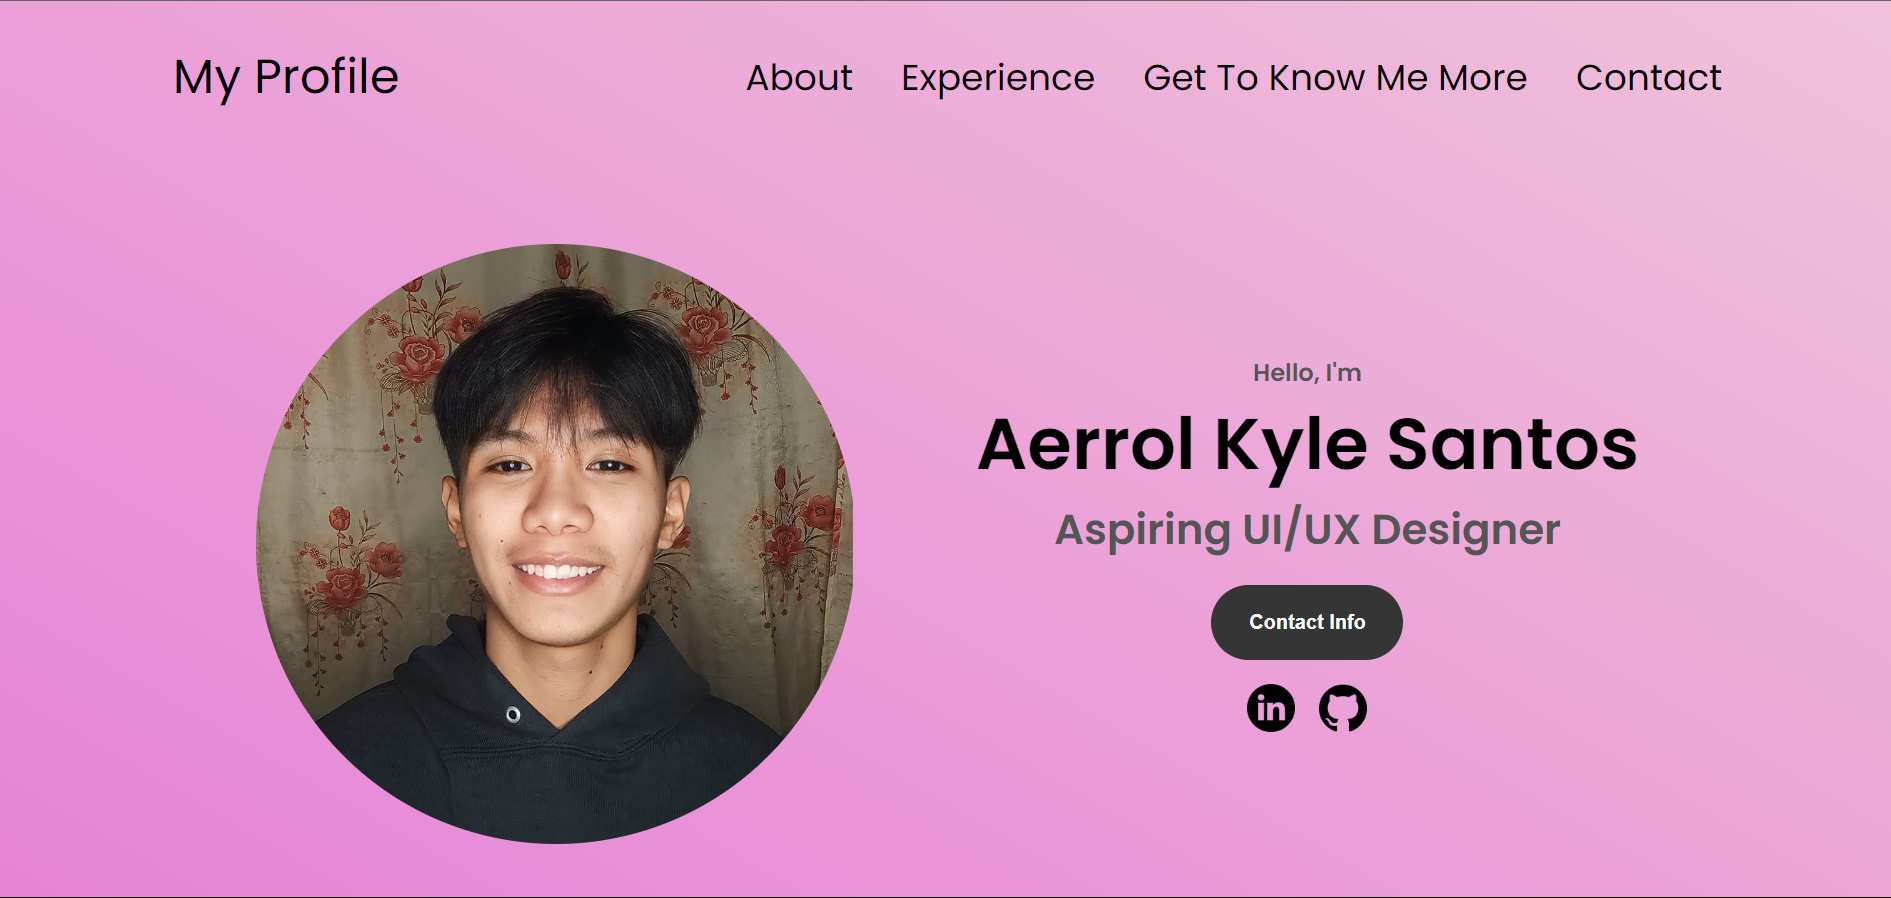 My Profile
About Experience Get To Know Me More Contact
Hello, I'm
Aerrol Kyle Santos
Aspiring UI/UX Designer
Contact Info
in